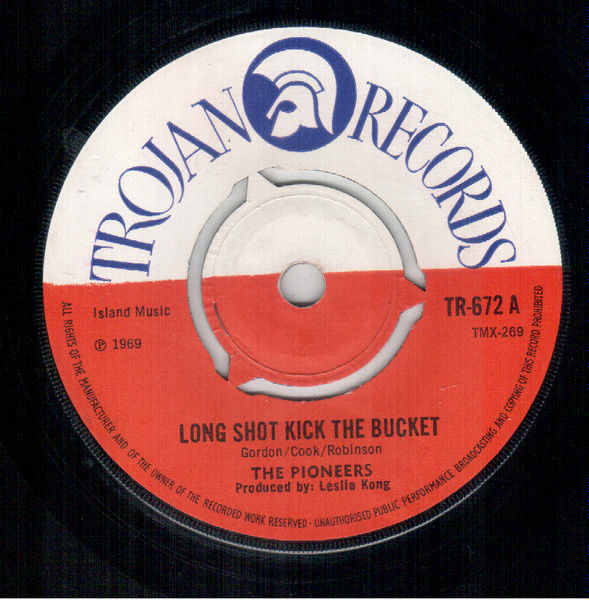 TROJAN RECORDS
Island Music
℗ 1969
TR-672 A
TMX-269
LONG SHOT KICK THE BUCKET
Gordon/Cook/Robinson
THE PIONEERS
Produced by: Leslie Kong
ALL RIGHTS OF THE MANUFACTURER AND OF THE OWNER OF THE RECORDED WORK RESERVED - UNAUTHORISED PUBLIC PERFORMANCE BROADCASTING AND COPYING OF THIS RECORD PROHIBITED